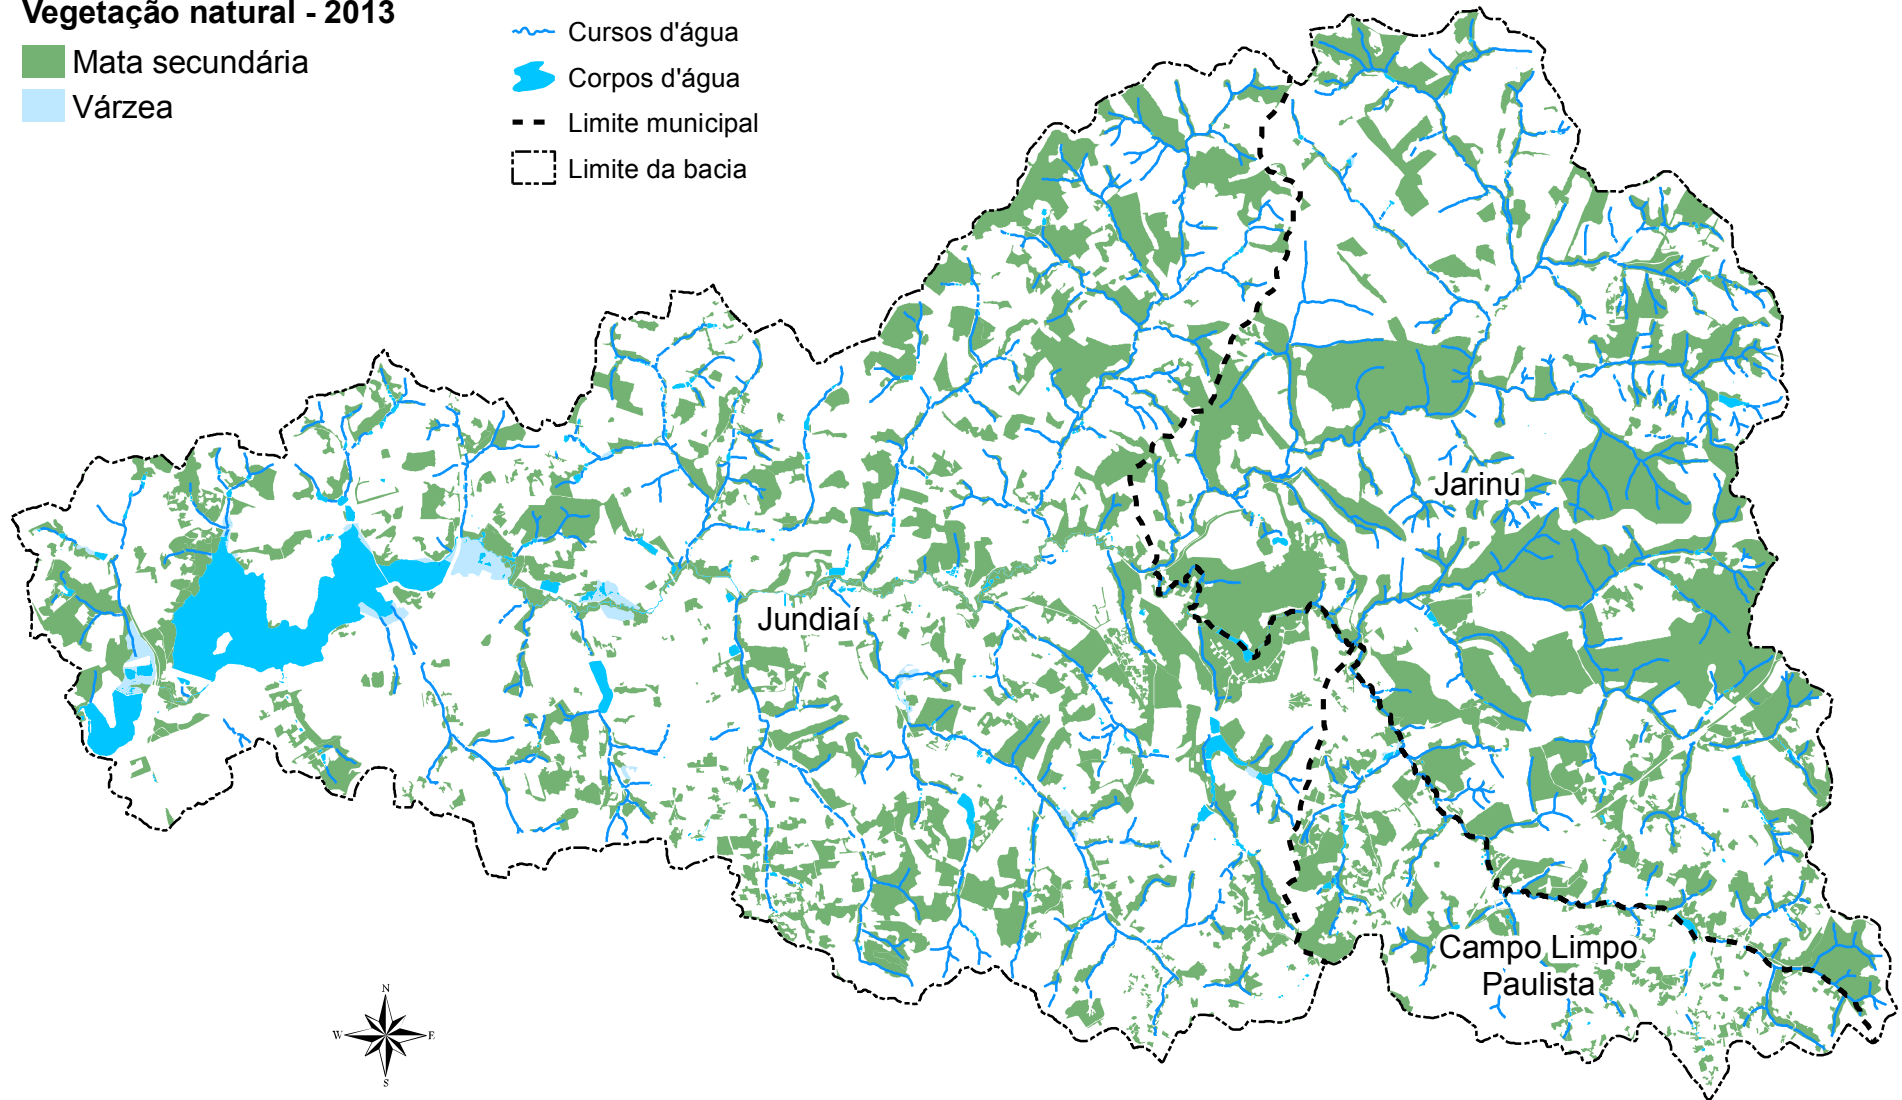 Vegetação natural - 2013
Mata secundária
Várzea
Cursos d'água
Corpos d'água
Limite municipal
Limite da bacia
Jarinu
Jundiaí
Campo Limpo
Paulista
N
W
E
S